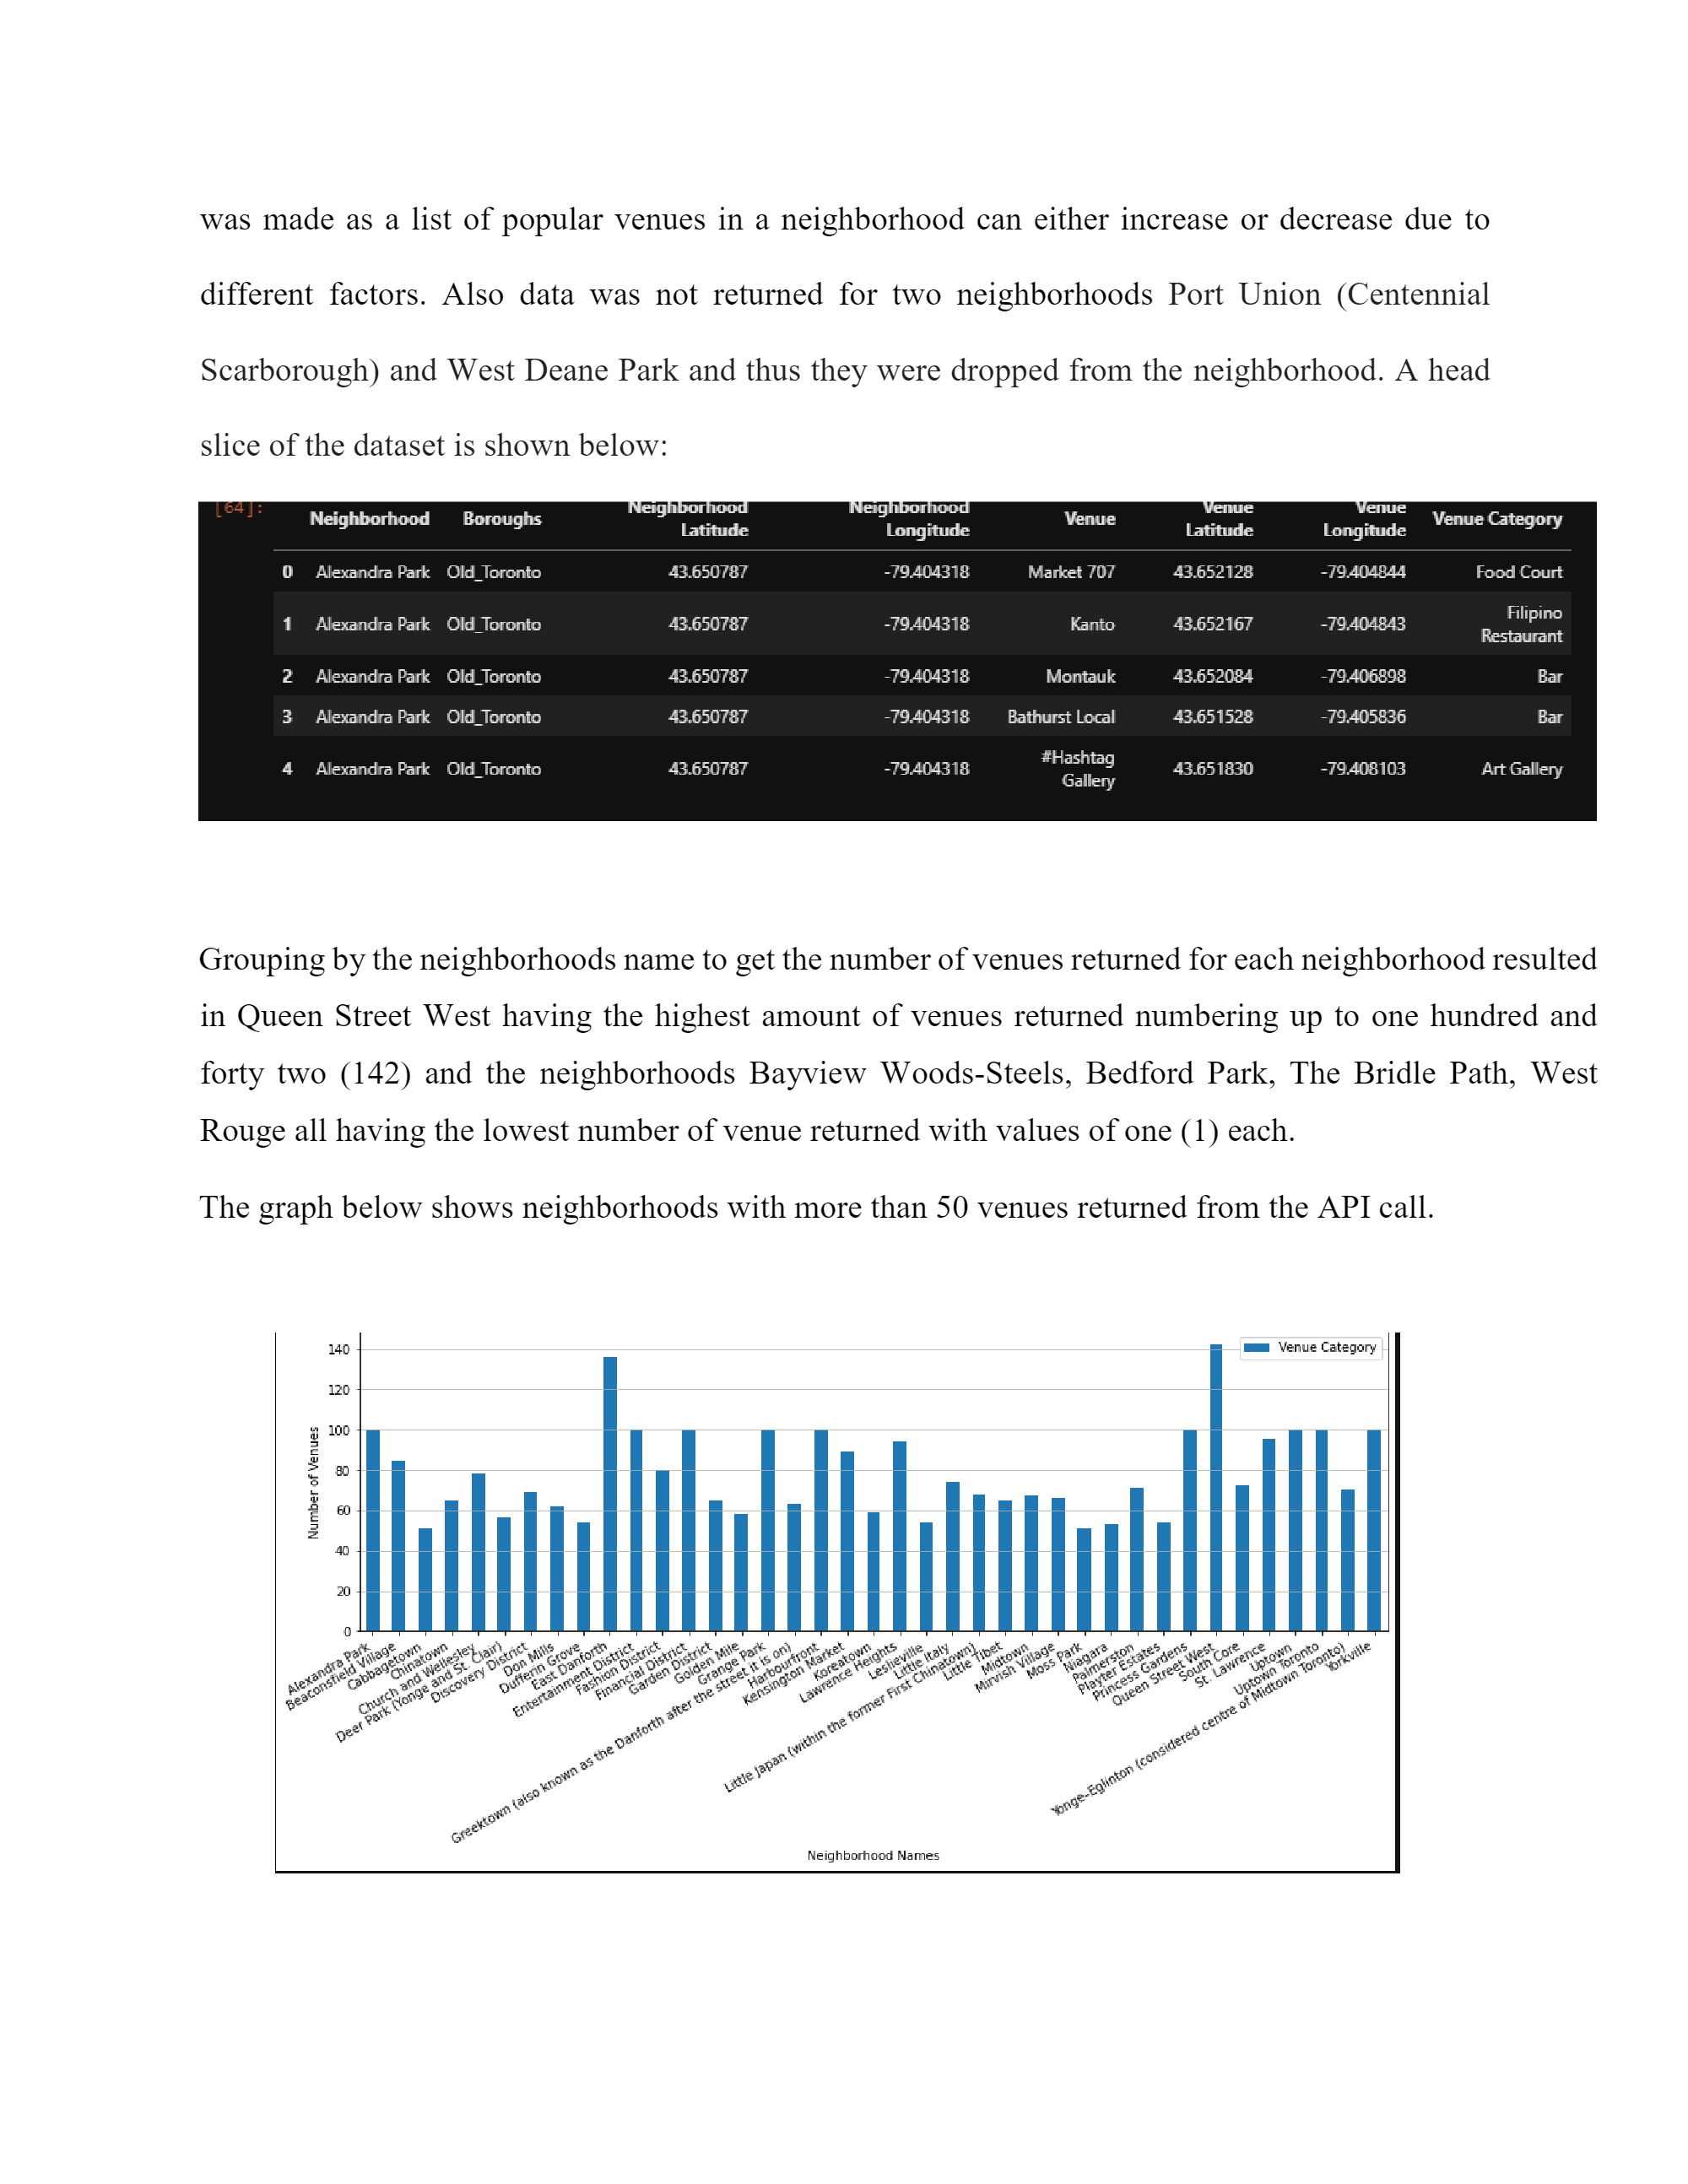 was made as a list of popular venues in a neighborhood can either increase or decrease due to
different factors. Also data was not returned for two neighborhoods Port Union (Centennial
Scarborough) and West Deane Park and thus they were dropped from the neighborhood. A head
slice of the dataset is shown below:
[64]:
Neighborhood Boroughs Neighborhood Latitude Neighborhood Longitude Venue Venue Latitude Venue Longitude Venue Category
0 Alexandra Park Old_Toronto 43.650787 -79.404318 Market 707 43.652128 -79.404844 Food Court
1 Alexandra Park Old_Toronto 43.650787 -79.404318 Kanto 43.652167 -79.404843 Filipino Restaurant
2 Alexandra Park Old_Toronto 43.650787 -79.404318 Montauk 43.652084 -79.406898 Bar
3 Alexandra Park Old_Toronto 43.650787 -79.404318 Bathurst Local 43.651528 -79.405836 Bar
4 Alexandra Park Old_Toronto 43.650787 -79.404318 #Hashtag Gallery 43.651830 -79.408103 Art Gallery
Grouping by the neighborhoods name to get the number of venues returned for each neighborhood resulted
in Queen Street West having the highest amount of venues returned numbering up to one hundred and
forty two (142) and the neighborhoods Bayview Woods-Steels, Bedford Park, The Bridle Path, West
Rouge all having the lowest number of venue returned with values of one (1) each.
The graph below shows neighborhoods with more than 50 venues returned from the API call.
Venue Category
Number of Venues
140
120
100
80
60
40
20
0
Alexandra Park
Beaconsfield Village
Cabbagetown
Chinatown
Church and Wellesley
Deer Park (Yonge and St. Clair)
Discovery District
Don Mills
Dufferin Grove
East Danforth
Entertainment District
Fashion District
Financial District
Garden District
Golden Mile
Grange Park
Greektown (also known as the Danforth after the street it is on)
Harbourfront
Kensington Market
Koreatown
Lawrence Heights
Leslieville
Little Italy
Little Japan (within the former First Chinatown)
Little Tibet
Midtown
Mirvish Village
Moss Park
Niagara
Palmerston
Playter Estates
Princess Gardens
Queen Street West
South Core
St. Lawrence
Uptown
Uptown Toronto
Yonge–Eglinton (considered centre of Midtown Toronto)
Yorkville
Neighborhood Names